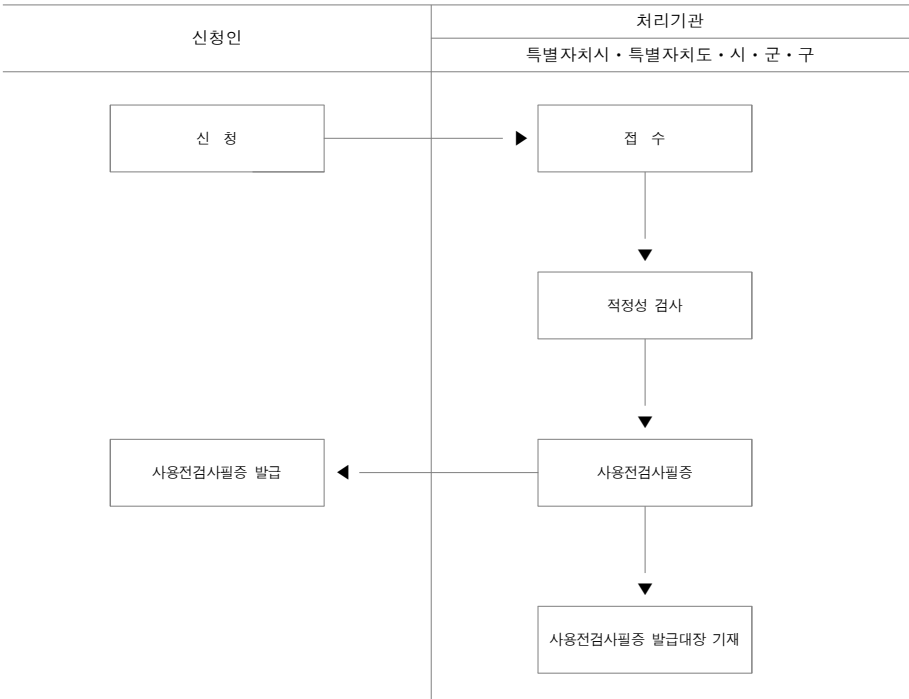 신청인
처리기관
특별자치시・특별자치도・시・군・구
신 청
접 수
적정성 검사
사용전검사필증 발급
사용전검사필증
사용전검사필증 발급대장 기재